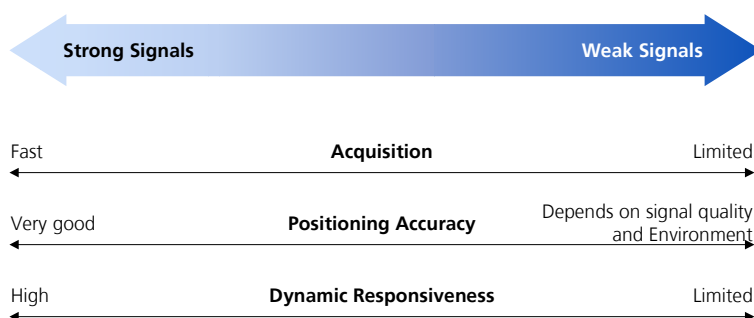 Strong Signals Weak Signals
Fast Acquisition Limited
Very good Positioning Accuracy Depends on signal quality
and Environment
High Dynamic Responsiveness Limited